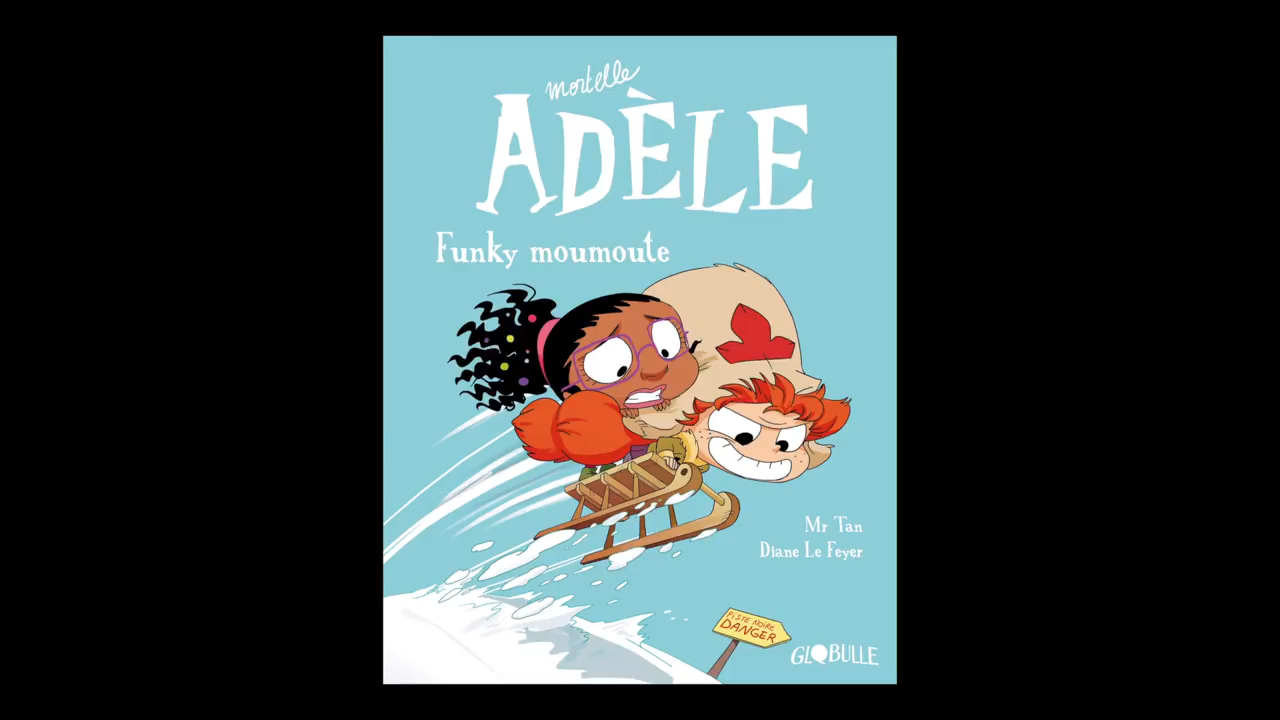 mortelle
ADÈLE
Funky moumoute
Mr Tan
Diane Le Feyer
PISTE NOIRE
DANGER
GLOBULLE